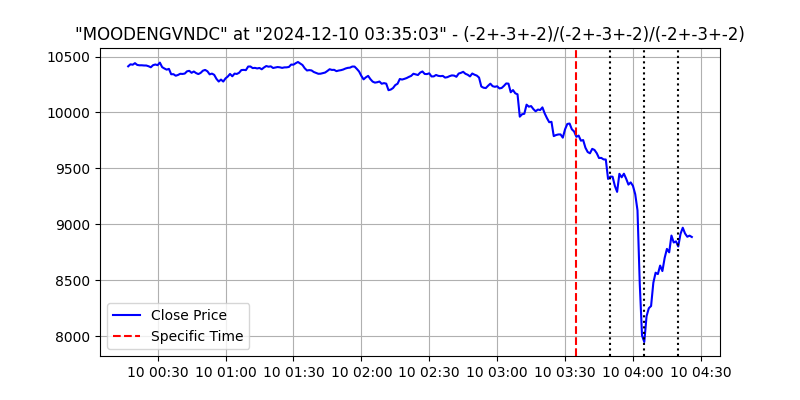 "MOODENGVNDC" at "2024-12-10 03:35:03" - (-2+-3+-2)/(-2+-3+-2)/(-2+-3+-2)
10500
10000
9500
9000
8500
8000
Close Price
Specific Time
10 00:30 10 01:00 10 01:30 10 02:00 10 02:30 10 03:00 10 03:30 10 04:00 10 04:30